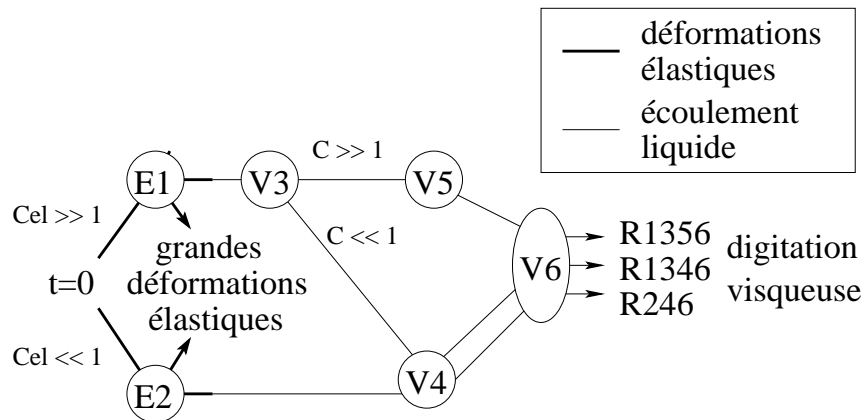 déformations
élastiques
écoulement
liquide
C >> 1
E1
V3
V5
Cel >> 1
grandes
déformations
élastiques
C << 1
t=0
V6
R1356
R1346
R246
digitation
visqueuse
Cel << 1
E2
V4